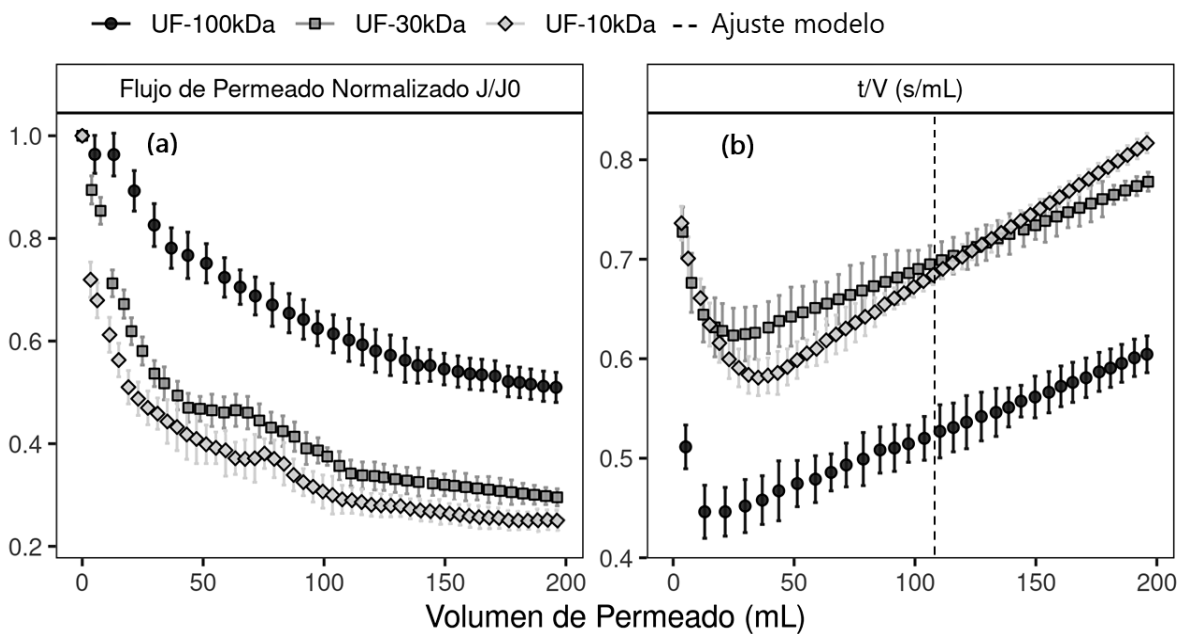 UF-100kDa UF-30kDa UF-10kDa Ajuste modelo
Flujo de Permeado Normalizado J/J0
t/V (s/mL)
(a)
(b)
1.0
0.8
0.6
0.4
0.2
0.8
0.7
0.6
0.5
0.4
0 50 100 150 200
0 50 100 150 200
Volumen de Permeado (mL)